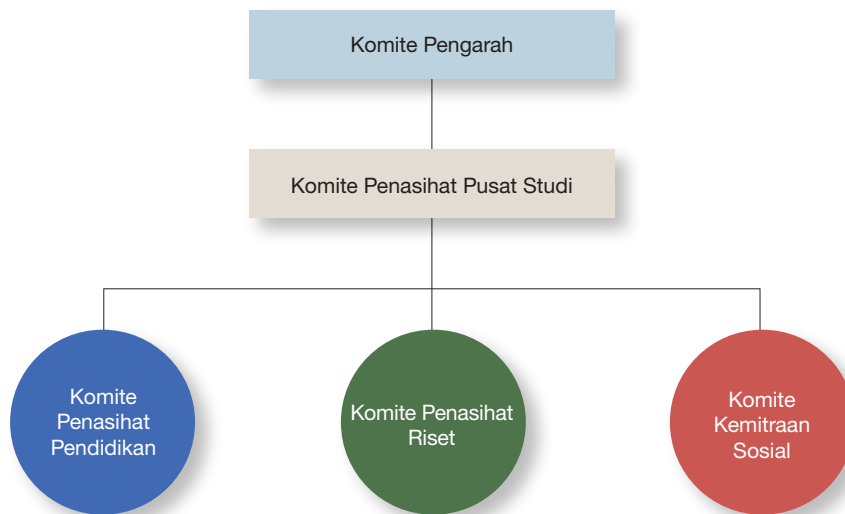 Komite Pengarah
Komite Penasihat Pusat Studi
Komite
Penasihat
Pendidikan
Komite Penasihat
Riset
Komite
Kemitraan
Sosial